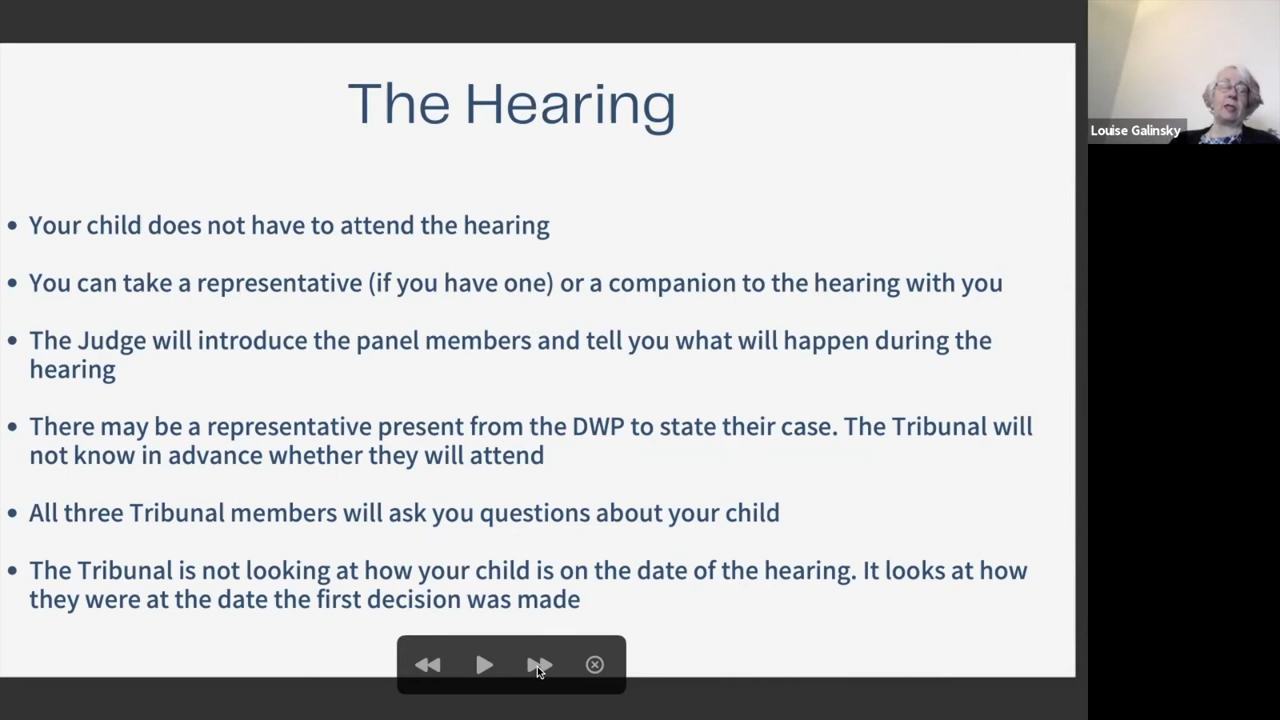 The Hearing
• Your child does not have to attend the hearing
• You can take a representative (if you have one) or a companion to the hearing with you
• The Judge will introduce the panel members and tell you what will happen during the
hearing
• There may be a representative present from the DWP to state their case. The Tribunal will
not know in advance whether they will attend
• All three Tribunal members will ask you questions about your child
• The Tribunal is not looking at how your child is on the date of the hearing. It looks at how
they were at the date the first decision was made
Louise Galinsky